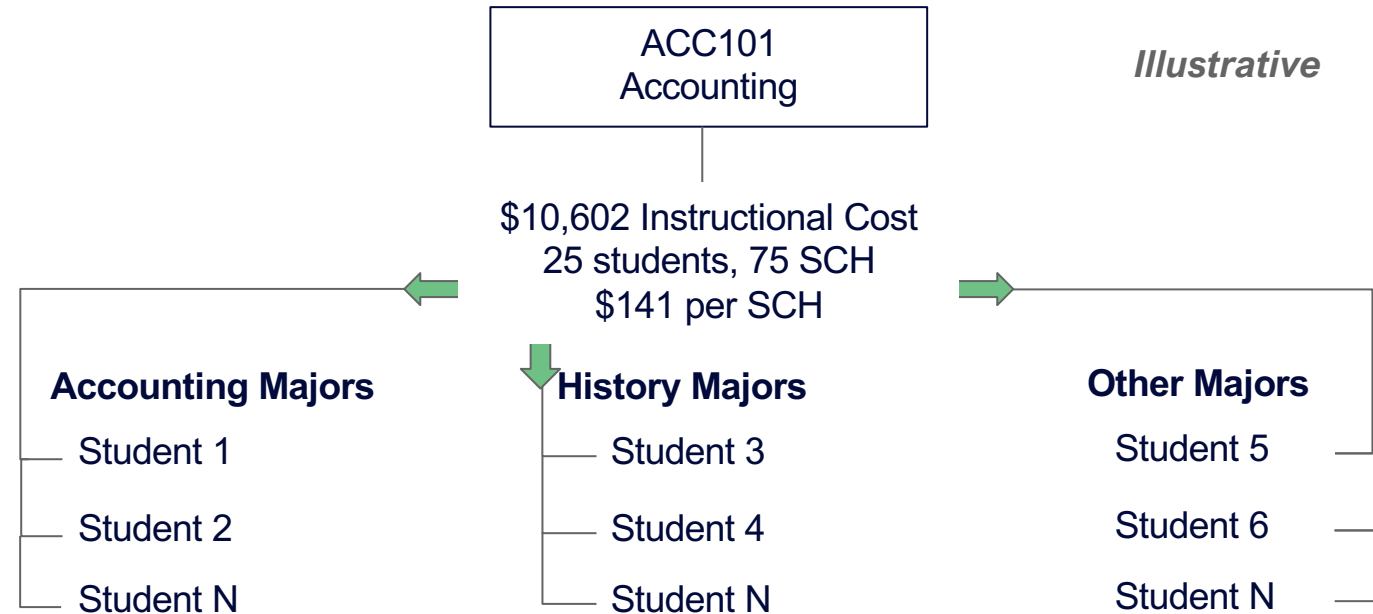 ACC101
Accounting
Illustrative
$10,602 Instructional Cost
25 students, 75 SCH
$141 per SCH
Accounting Majors
Student 1
Student 2
Student N
History Majors
Student 3
Student 4
Student N
Other Majors
Student 5
Student 6
Student N